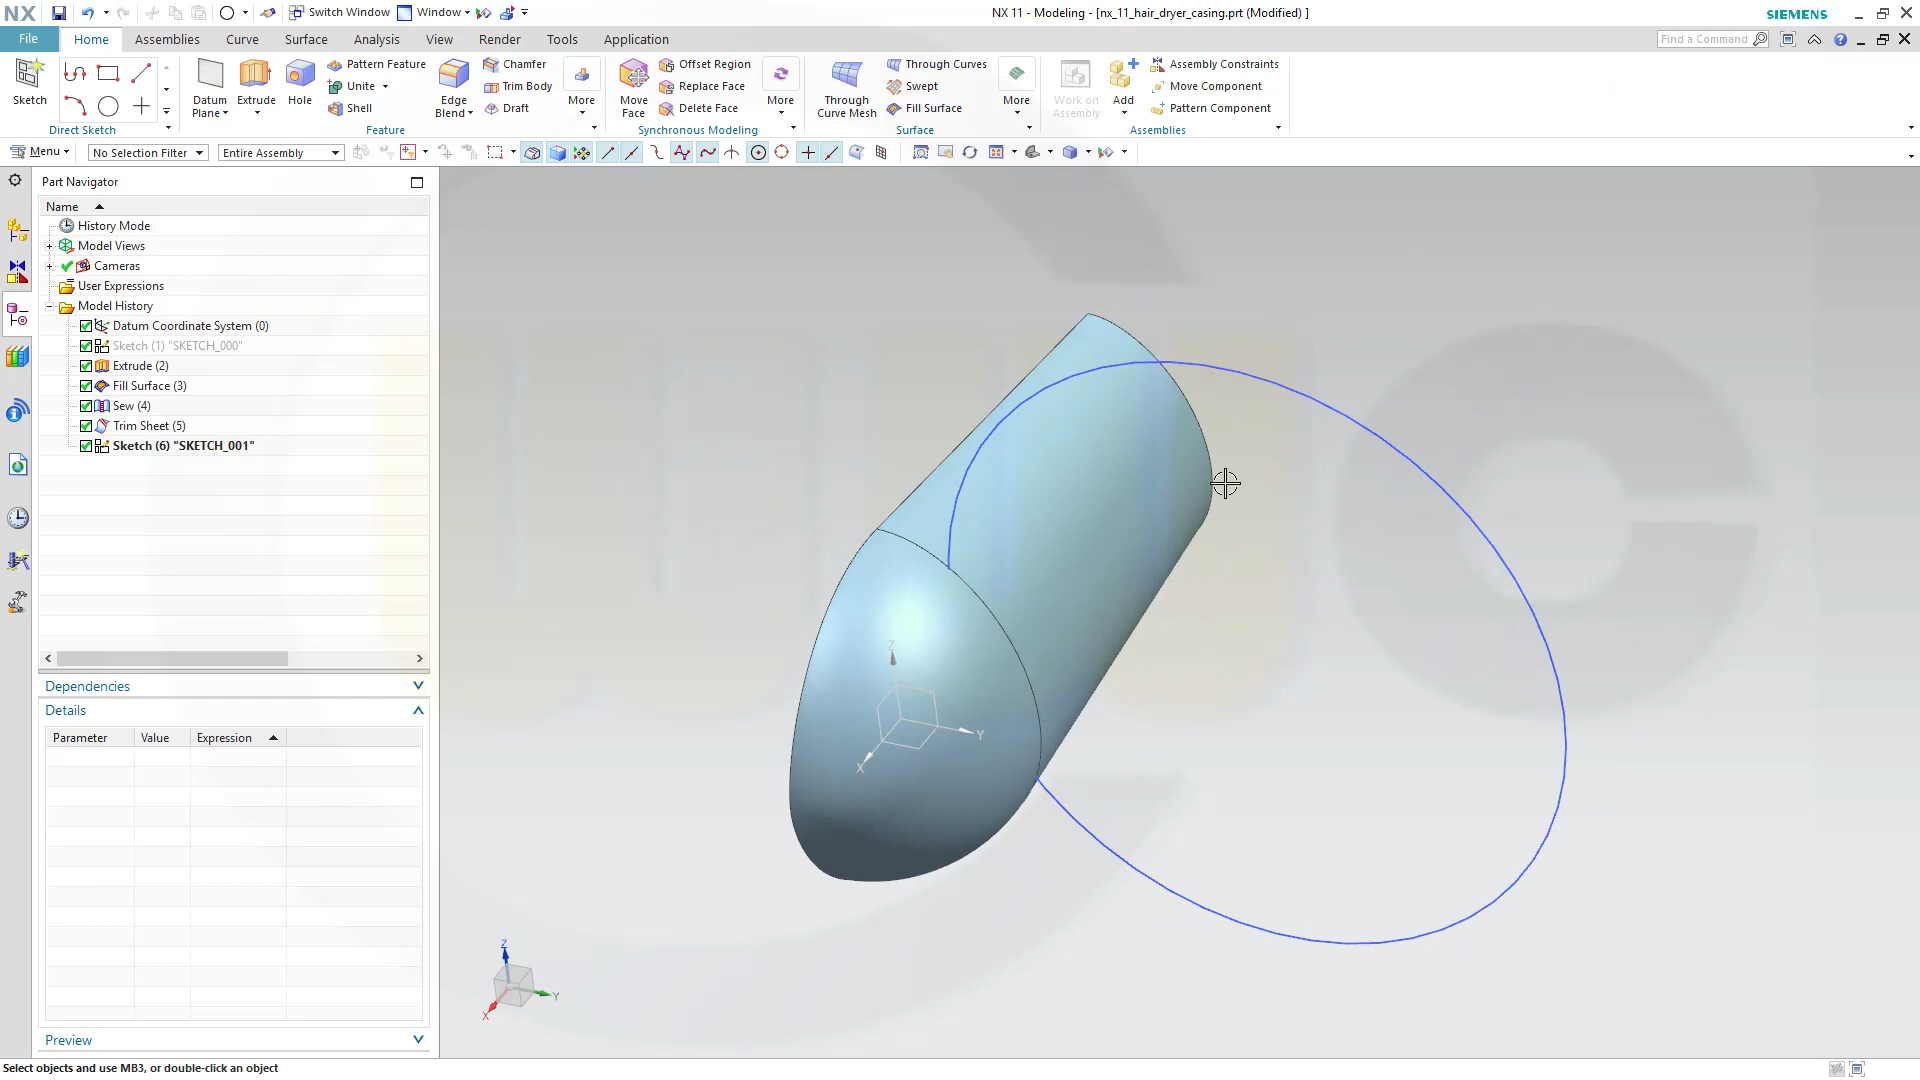 NX
Switch Window
Window
NX 11 - Modeling - [nx_11_hair_dryer_casing.prt (Modified) ]
SIEMENS
File
Home
Assemblies
Curve
Surface
Analysis
View
Render
Tools
Application
Find a Command
Sketch
Direct Sketch
Datum Plane
Extrude
Hole
Pattern Feature
Unite
Shell
Edge Blend
Chamfer
Trim Body
Draft
More
Feature
Move Face
Offset Region
Replace Face
Delete Face
More
Synchronous Modeling
Through Curve Mesh
Through Curves
Swept
Fill Surface
More
Surface
Work on Assembly
Add
Assembly Constraints
Move Component
Pattern Component
Assemblies
Menu
No Selection Filter
Entire Assembly
Part Navigator
Name
History Mode
Model Views
Cameras
User Expressions
Model History
Datum Coordinate System (0)
Sketch (1) "SKETCH_000"
Extrude (2)
Fill Surface (3)
Sew (4)
Trim Sheet (5)
Sketch (6) "SKETCH_001"
Dependencies
Details
Parameter Value Expression
Preview
Z
Y
X
Z
Y
X
Select objects and use MB3, or double-click an object